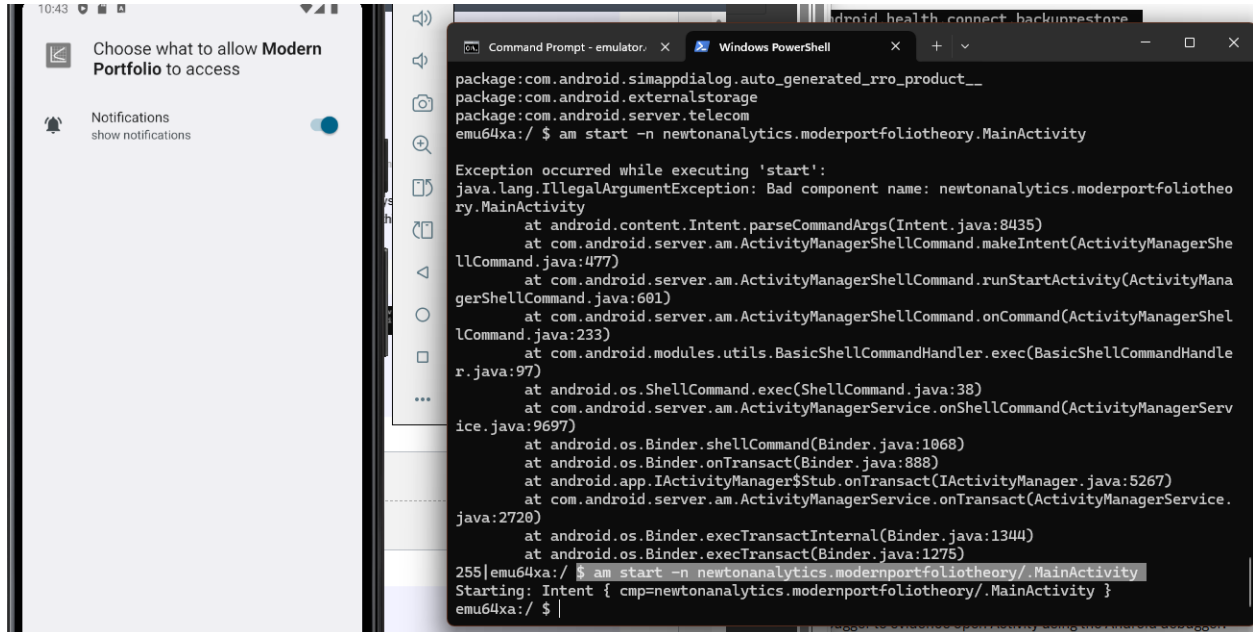 10:43
Choose what to allow Modern
Portfolio to access
Notifications
show notifications
android.health.connect.backuprestore
Command Prompt - emulator.
Windows PowerShell
package:com.android.simappdialog.auto_generated_rro_product__
package:com.android.externalstorage
package:com.android.server.telecom
emu64xa:/ $ am start -n newtonanalytics.moderportfoliotheory.MainActivity
Exception occurred while executing 'start':
java.lang.IllegalArgumentException: Bad component name: newtonanalytics.moderportfoliotheo
ry.MainActivity
at android.content.Intent.parseCommandArgs(Intent.java:8435)
at com.android.server.am.ActivityManagerShellCommand.makeIntent(ActivityManagerShe
llCommand.java:477)
at com.android.server.am.ActivityManagerShellCommand.runStartActivity(ActivityMana
gerShellCommand.java:601)
at com.android.server.am.ActivityManagerShellCommand.onCommand(ActivityManagerShel
lCommand.java:233)
at com.android.modules.utils.BasicShellCommandHandler.exec(BasicShellCommandHandle
r.java:97)
at android.os.ShellCommand.exec(ShellCommand.java:38)
at com.android.server.am.ActivityManagerService.onShellCommand(ActivityManagerServ
ice.java:9697)
at android.os.Binder.shellCommand(Binder.java:1068)
at android.os.Binder.onTransact(Binder.java:888)
at android.app.IActivityManager$Stub.onTransact(IActivityManager.java:5267)
at com.android.server.am.ActivityManagerService.onTransact(ActivityManagerService.
java:2720)
at android.os.Binder.execTransactInternal(Binder.java:1344)
at android.os.Binder.execTransact(Binder.java:1275)
255|emu64xa:/ $ am start -n newtonanalytics.modernportfoliotheory/.MainActivity
Starting: Intent { cmp=newtonanalytics.modernportfoliotheory/.MainActivity }
emu64xa:/ $